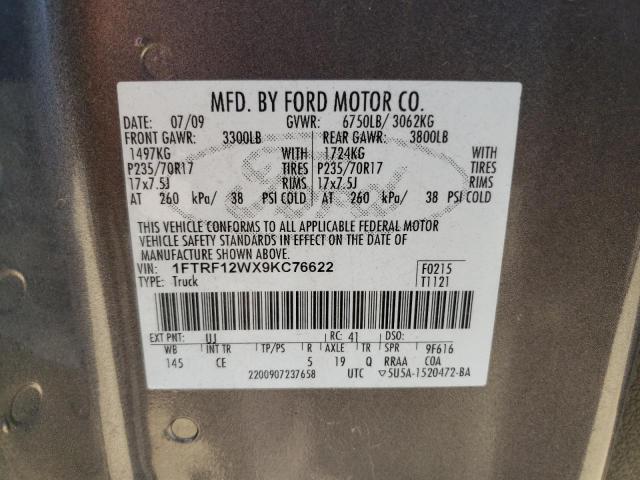 MFD. BY FORD MOTOR CO.
DATE: 07/09 GVWR: 6750LB/ 3062KG
FRONT GAWR: 3300LB REAR GAWR: 3800LB
1497KG WITH 1724KG WITH
P235/70R17 TIRES P235/70R17 TIRES
17x7.5J RIMS 17x7.5J RIMS
AT 260 kPa/ 38 PSI COLD AT 260 kPa/ 38 PSI COLD
THIS VEHICLE CONFORMS TO ALL APPLICABLE FEDERAL MOTOR
VEHICLE SAFETY STANDARDS IN EFFECT ON THE DATE OF
MANUFACTURE SHOWN ABOVE.
VIN: 1FTRF12WX9KC76622 F0215
TYPE: Truck T1121
EXT PNT: UJ RC: 41 DSO:
WB INT TR TP/PS R AXLE TR SPR 9F616
145 CE 5 19 Q RRAA COA
2200907237658 UTC ▽5U5A-1520472-BA
Ford